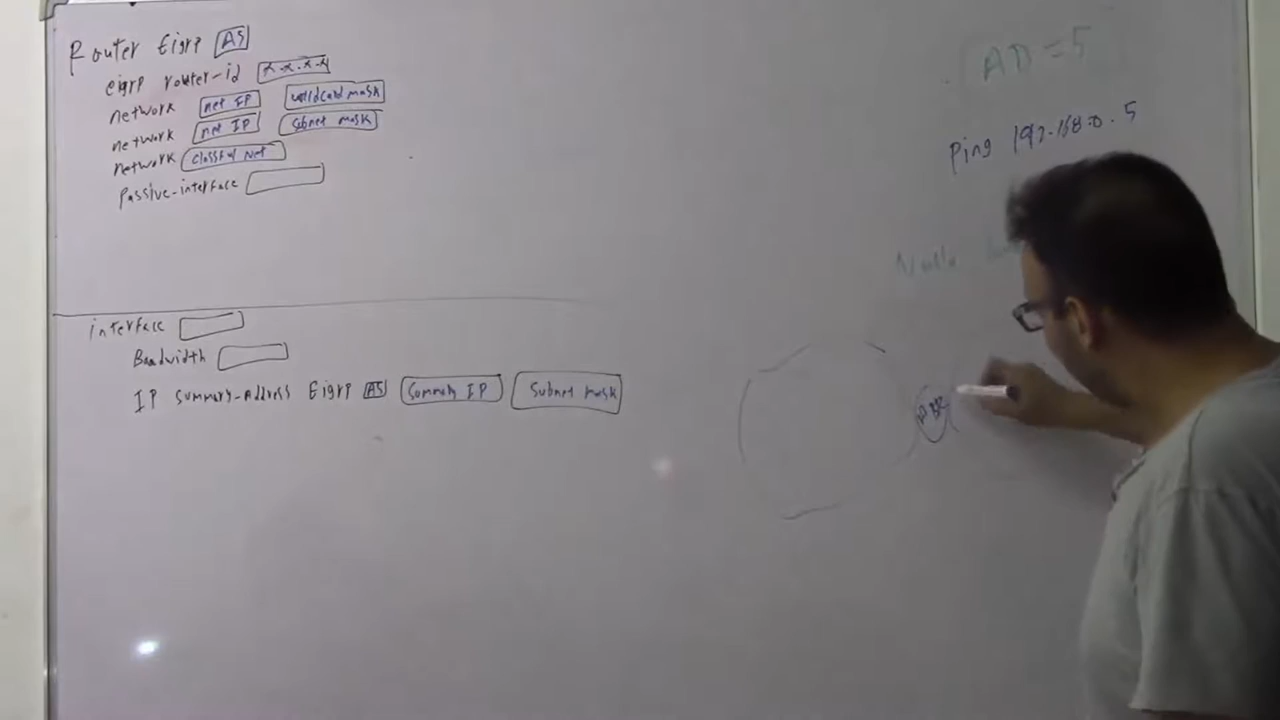 Router Eigrp AS
eigrp router-id x.x.x.x
network net IP wildcard mask
network net IP Subnet mask
network classful Net
Passive-interface
interface
Bandwidth
IP summary-Address Eigrp AS Summary IP Subnet Mask
AD = 5
Ping 192.168.0.5
ABR